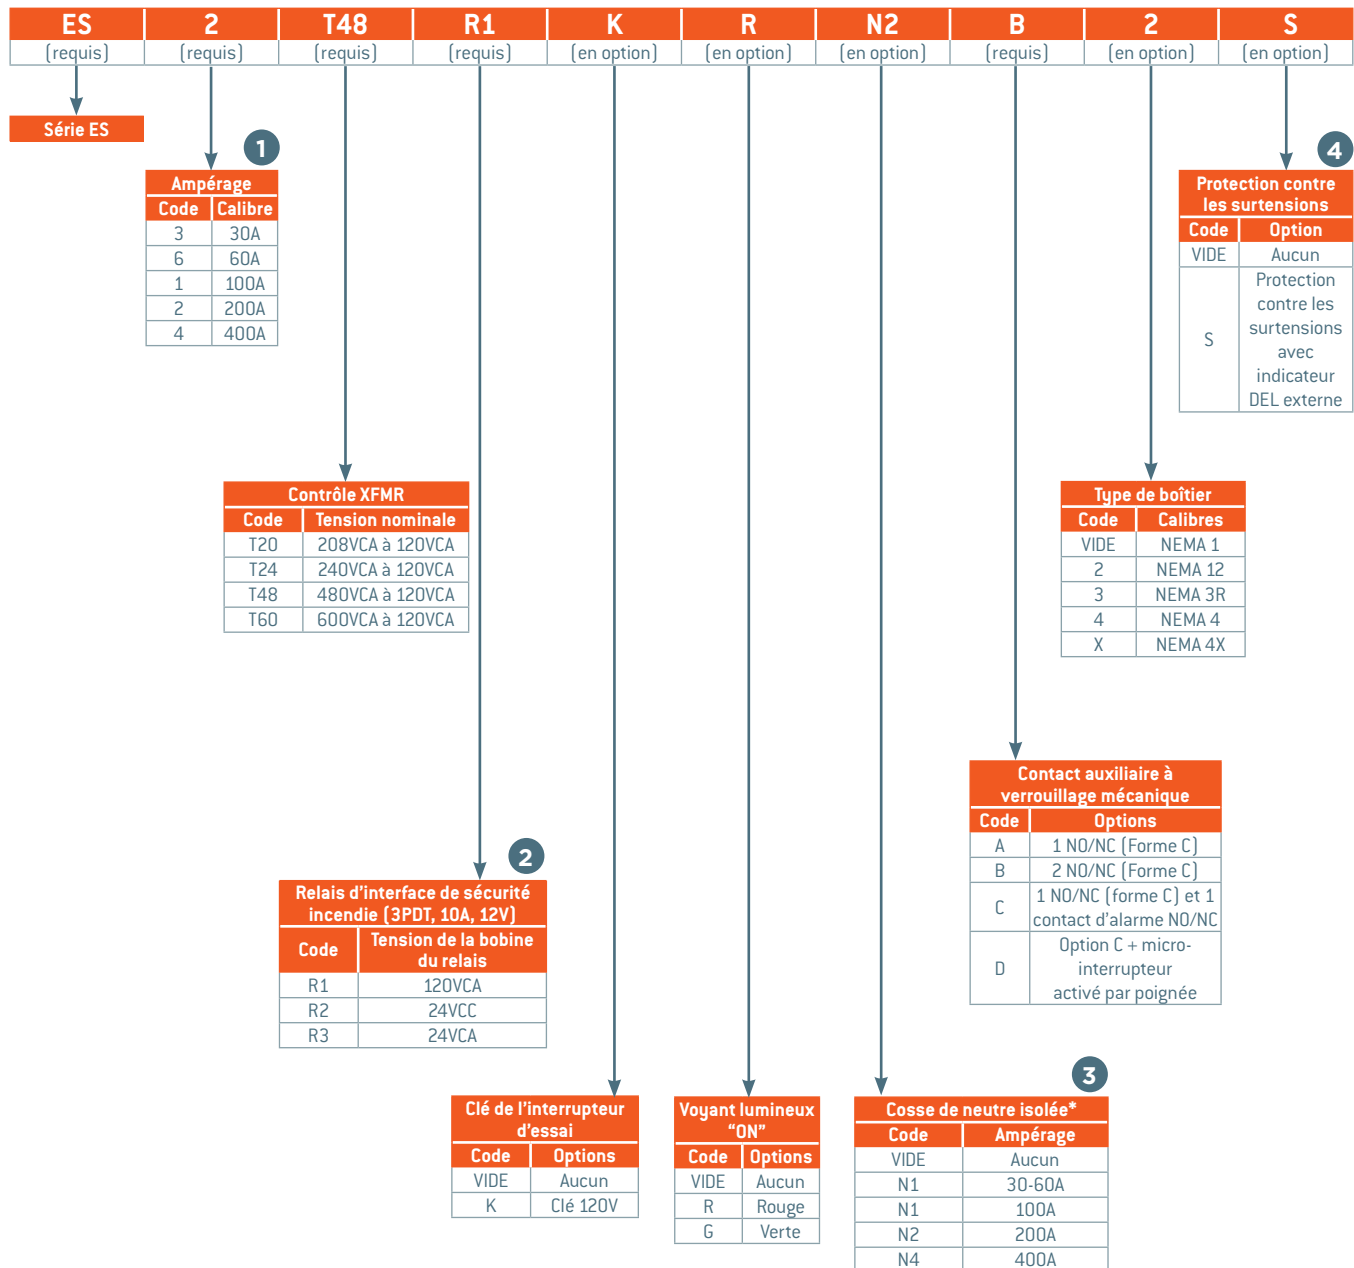 ES 2 T48 R1 K R N2 B 2 S
(requis) (requis) (requis) (requis) (en option) (en option) (en option) (requis) (en option) (en option)
Série ES
1
Ampérage
Code Calibre
3 30A
6 60A
1 100A
2 200A
4 400A
4
Protection contre
les surtensions
Code Option
VIDE Aucun
S Protection
contre les
surtensions
avec
indicateur
DEL externe
Contrôle XFMR
Code Tension nominale
T20 208VCA à 120VCA
T24 240VCA à 120VCA
T48 480VCA à 120VCA
T60 600VCA à 120VCA
Type de boîtier
Code Calibres
VIDE NEMA 1
2 NEMA 12
3 NEMA 3R
4 NEMA 4
X NEMA 4X
Contact auxiliaire à
verrouillage mécanique
Code Options
A 1 NO/NC (Forme C)
B 2 NO/NC (Forme C)
C 1 NO/NC (forme C) et 1
contact d'alarme NO/NC
D Option C + micro-
interrupteur
activé par poignée
2
Relais d'interface de sécurité
incendie (3PDT, 10A, 12V)
Code Tension de la bobine
du relais
R1 120VCA
R2 24VCC
R3 24VCA
Clé de l'interrupteur
d'essai
Code Options
VIDE Aucun
K Clé 120V
Voyant lumineux
"ON"
Code Options
VIDE Aucun
R Rouge
G Verte
3
Cosse de neutre isolée*
Code Ampérage
VIDE Aucun
N1 30-60A
N1 100A
N2 200A
N4 400A